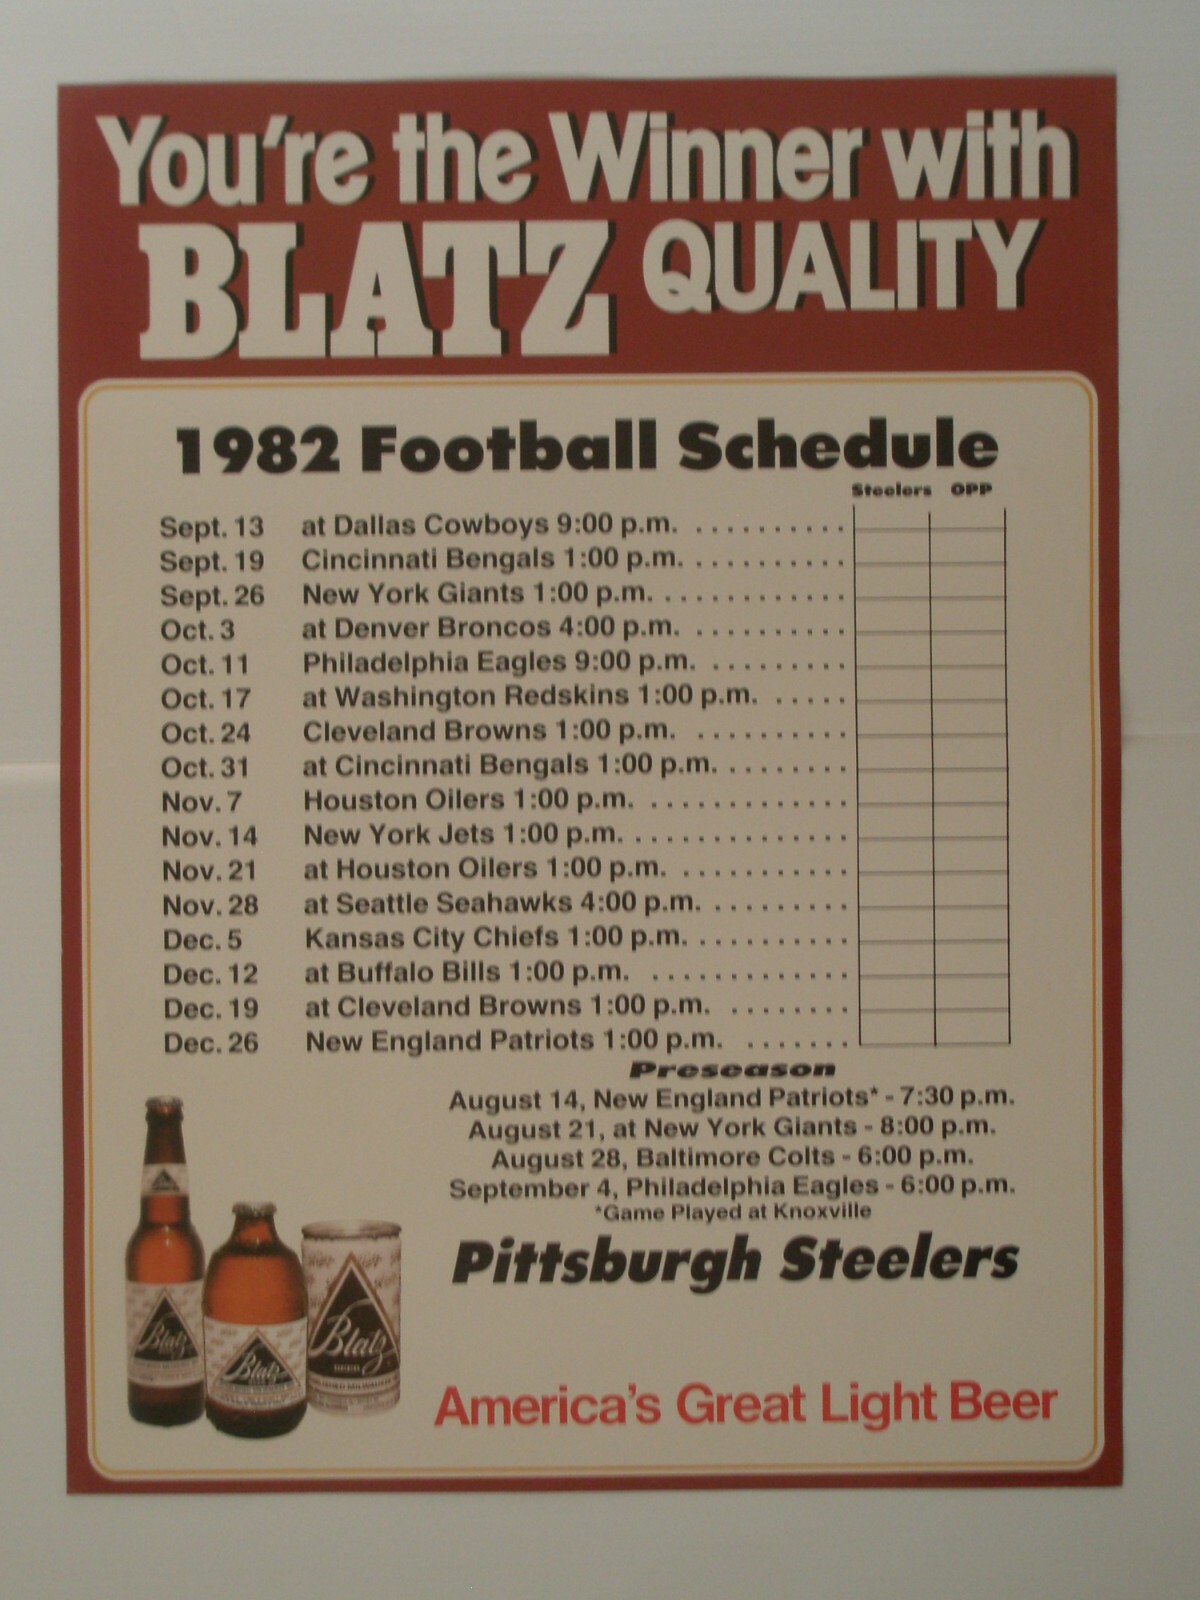 You're the Winner with
BLATZ QUALITY
1982 Football Schedule
Steelers OPP
Sept. 13 at Dallas Cowboys 9:00 p.m. . . . . . . . . . .
Sept. 19 Cincinnati Bengals 1:00 p.m. . . . . . . . . . .
Sept. 26 New York Giants 1:00 p.m. . . . . . . . . . . . .
Oct. 3 at Denver Broncos 4:00 p.m. . . . . . . . . . .
Oct. 11 Philadelphia Eagles 9:00 p.m. . . . . . . . . .
Oct. 17 at Washington Redskins 1:00 p.m. . . . . .
Oct. 24 Cleveland Browns 1:00 p.m. . . . . . . . . . .
Oct. 31 at Cincinnati Bengals 1:00 p.m. . . . . . . . .
Nov. 7 Houston Oilers 1:00 p.m. . . . . . . . . . . . . .
Nov. 14 New York Jets 1:00 p.m. . . . . . . . . . . . . .
Nov. 21 at Houston Oilers 1:00 p.m. . . . . . . . . . . .
Nov. 28 at Seattle Seahawks 4:00 p.m. . . . . . . . . .
Dec. 5 Kansas City Chiefs 1:00 p.m. . . . . . . . . . .
Dec. 12 at Buffalo Bills 1:00 p.m. . . . . . . . . . . . . .
Dec. 19 at Cleveland Browns 1:00 p.m. . . . . . . . .
Dec. 26 New England Patriots 1:00 p.m. . . . . . . .
Preseason
August 14, New England Patriots* - 7:30 p.m.
August 21, at New York Giants - 8:00 p.m.
August 28, Baltimore Colts - 6:00 p.m.
September 4, Philadelphia Eagles - 6:00 p.m.
*Game Played at Knoxville
Pittsburgh Steelers
Blatz
Blatz
Blatz
BEER
America's Great Light Beer